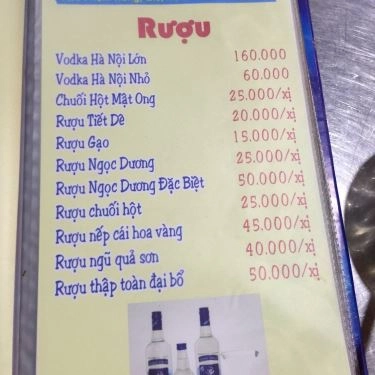 Rượu
Vodka Hà Nội Lớn 160.000
Vodka Hà Nội Nhỏ 60.000
Chuối Hột Mật Ong 25.000/xị
Rượu Tiết Dê 20.000/xị
Rượu Gạo 15.000/xị
Rượu Ngọc Dương 25.000/xị
Rượu Ngọc Dương Đặc Biệt 50.000/xị
Rượu chuối hột 25.000/xị
Rượu nếp cái hoa vàng 45.000/xị
Rượu ngũ quả sơn 40.000/xị
Rượu thập toàn đại bổ 50.000/xị